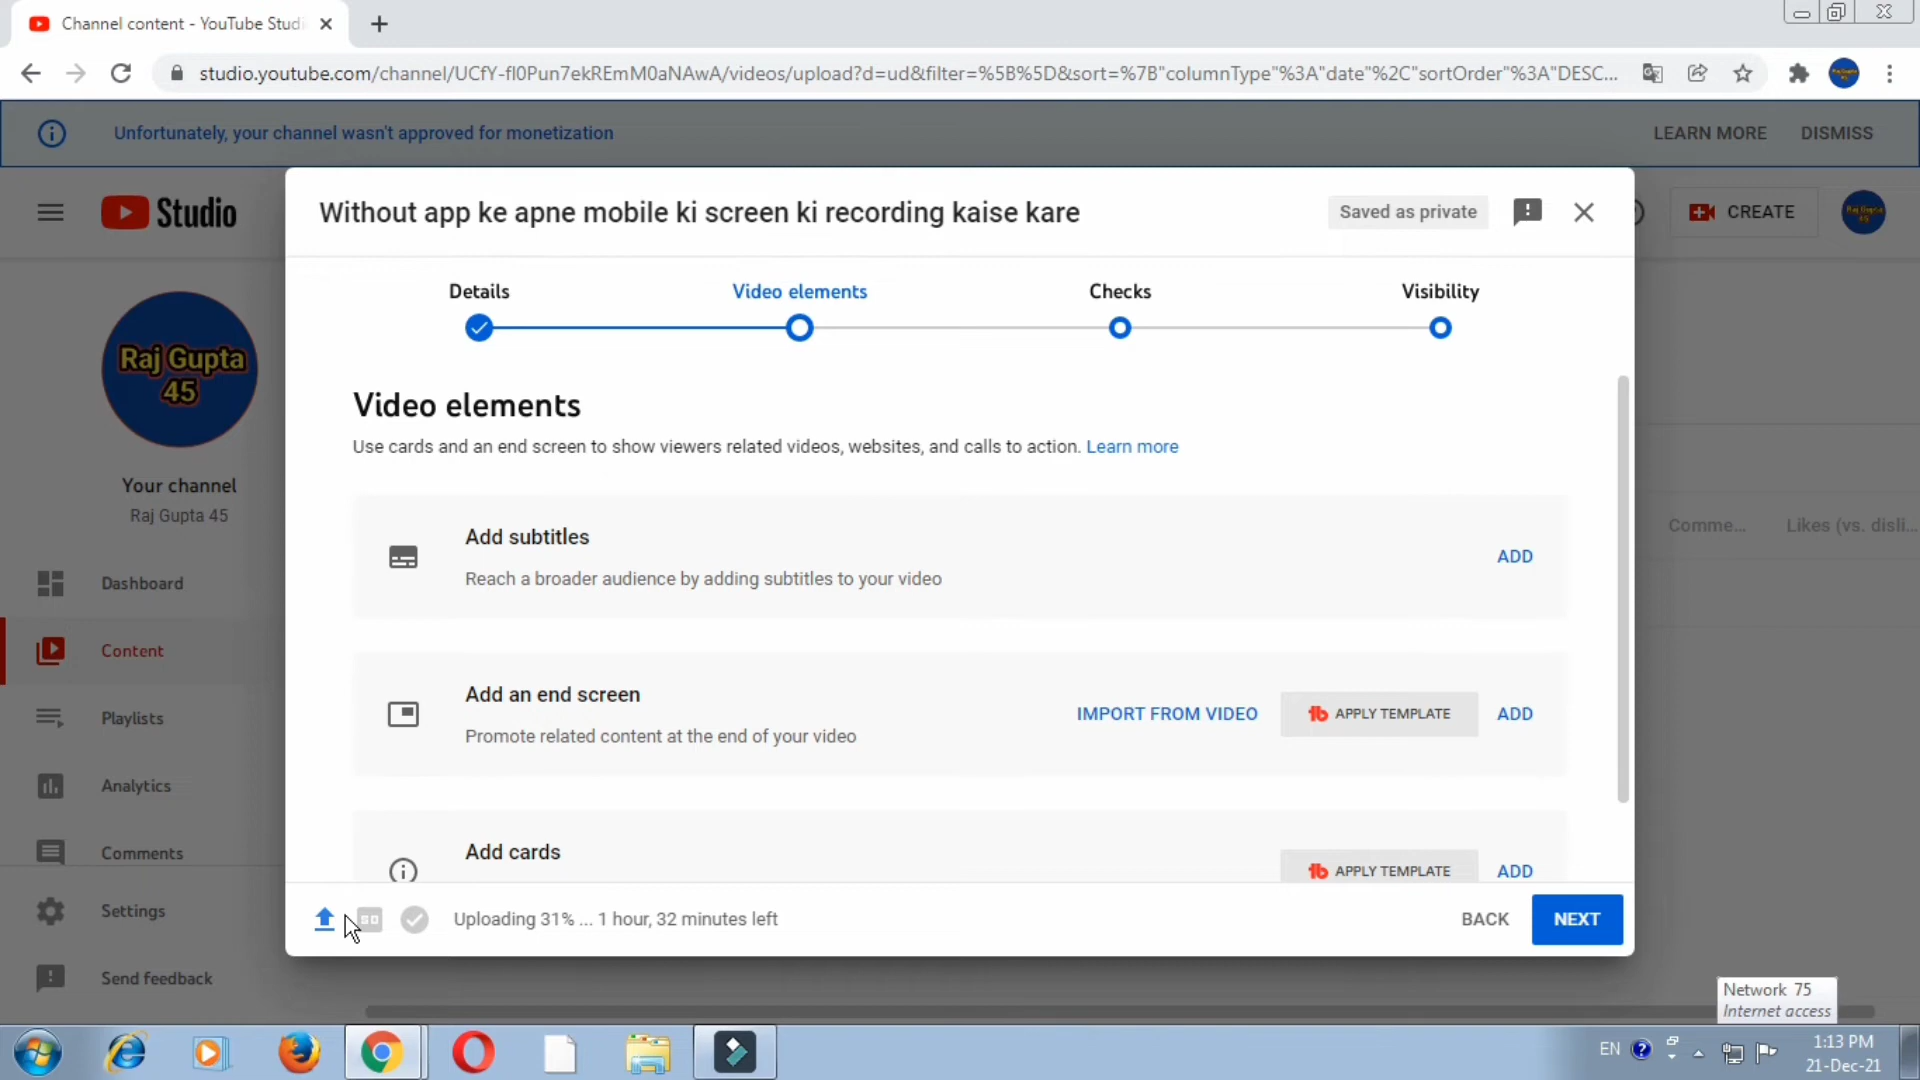 Channel content - YouTube Studi
studio.youtube.com/channel/UCfY-fI0Pun7ekREmM0aNAwA/videos/upload?d=ud&filter=%5B%5D&sort=%7B"columnType"%3A"date"%2C"sortOrder"%3A"DESC...
Unfortunately, your channel wasn't approved for monetization
LEARN MORE
DISMISS
Studio
Without app ke apne mobile ki screen ki recording kaise kare
Saved as private
CREATE
Raj Gupta
45
Your channel
Raj Gupta 45
Dashboard
Content
Playlists
Analytics
Comments
Settings
Send feedback
Details
Video elements
Checks
Visibility
Video elements
Use cards and an end screen to show viewers related videos, websites, and calls to action. Learn more
Add subtitles
Reach a broader audience by adding subtitles to your video
ADD
Add an end screen
Promote related content at the end of your video
IMPORT FROM VIDEO
APPLY TEMPLATE
ADD
Add cards
APPLY TEMPLATE
ADD
Comme...
Likes (vs. disli...
Uploading 31% ... 1 hour, 32 minutes left
BACK
NEXT
Network 75
Internet access
EN
1:13 PM
21-Dec-21